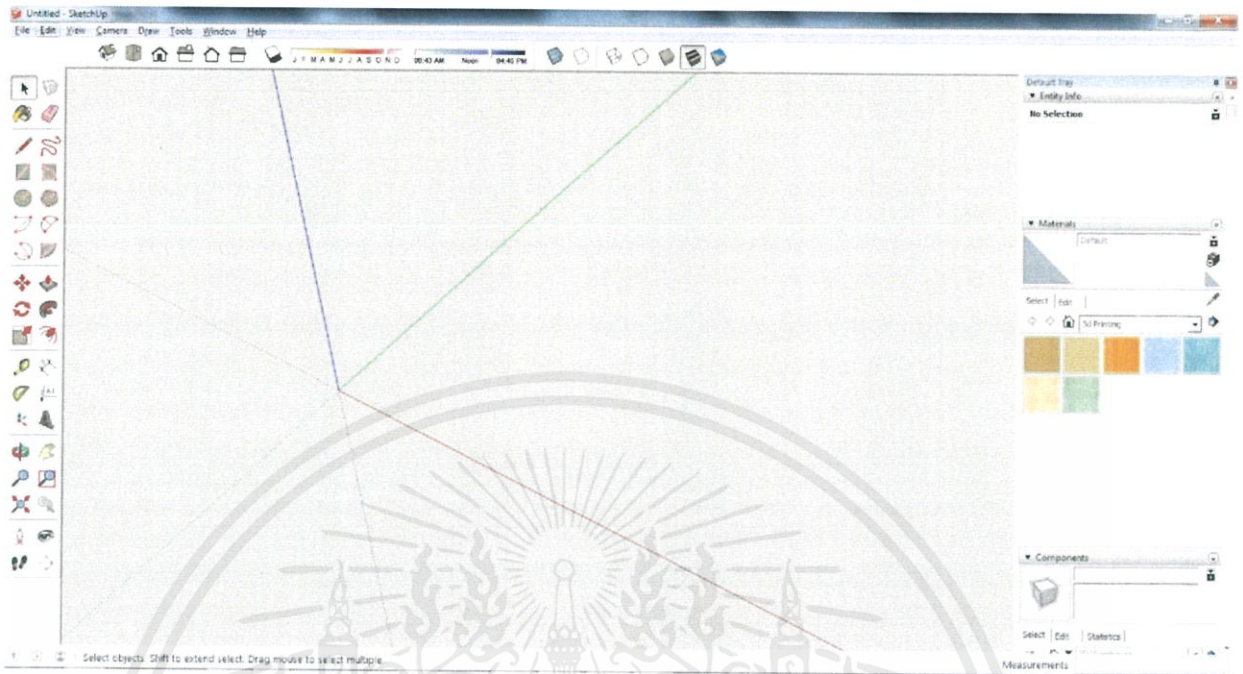 Untitled - SketchUp
File Edit View Camera Draw Tools Window Help
J F M A M J J A S O N D 06:43 AM Noon 04:46 PM
Default Tray
Entity Info
No Selection
Materials
Default
Select Edit
3d Printing
Components
Select Edit Statistics
Select objects. Shift to extend select. Drag mouse to select multiple.
Measurements